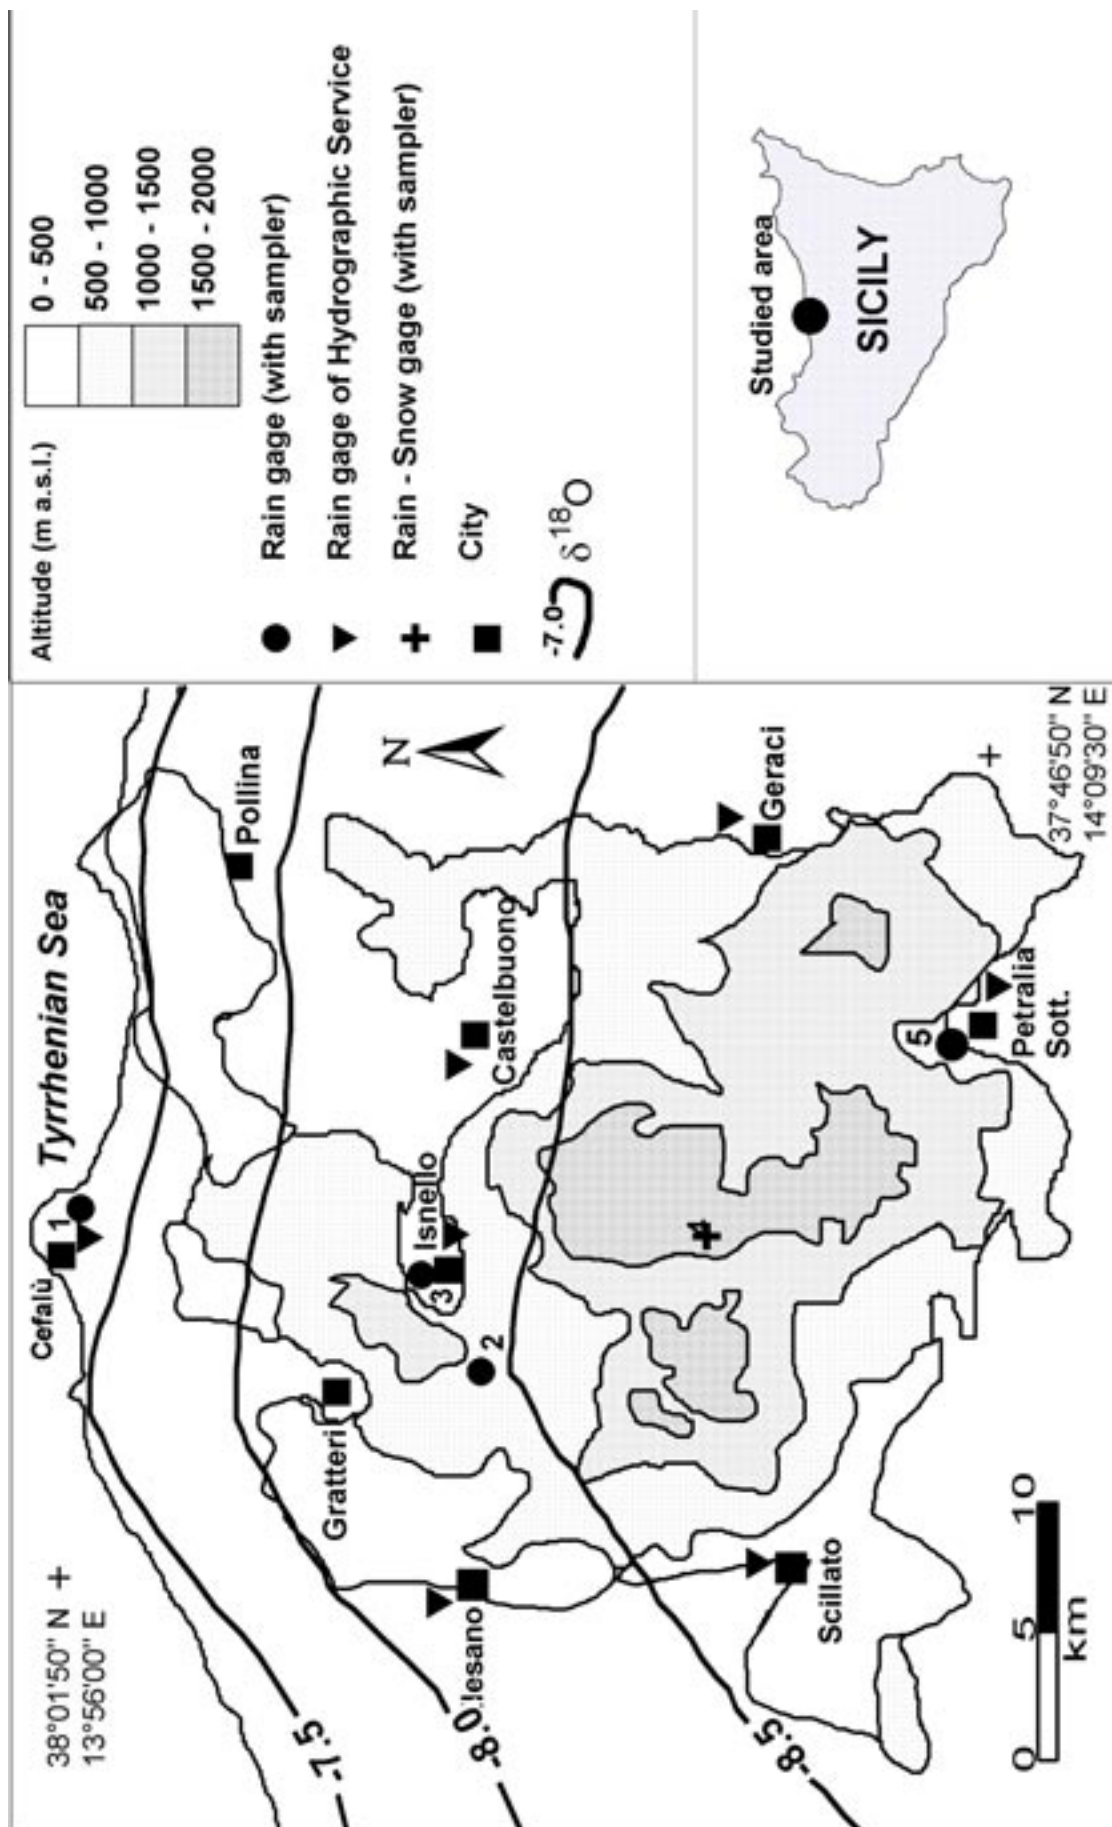 38°01'50" N
13°56'00" E
Tyrrhenian Sea
Cefalù
1
Pollina
N
Gratteri
Isnello
3
2
Castelbuono
lesano
Geraci
4
5
Petralia
Sott.
Scillato
-7.5
-8.0
-8.5
0 5 10
km
37°46'50" N
14°09'30" E
Altitude (m a.s.l.)
0 - 500
500 - 1000
1000 - 1500
1500 - 2000
Rain gage (with sampler)
Rain gage of Hydrographic Service
Rain - Snow gage (with sampler)
City
-7.0 δ18O
Studied area
SICILY